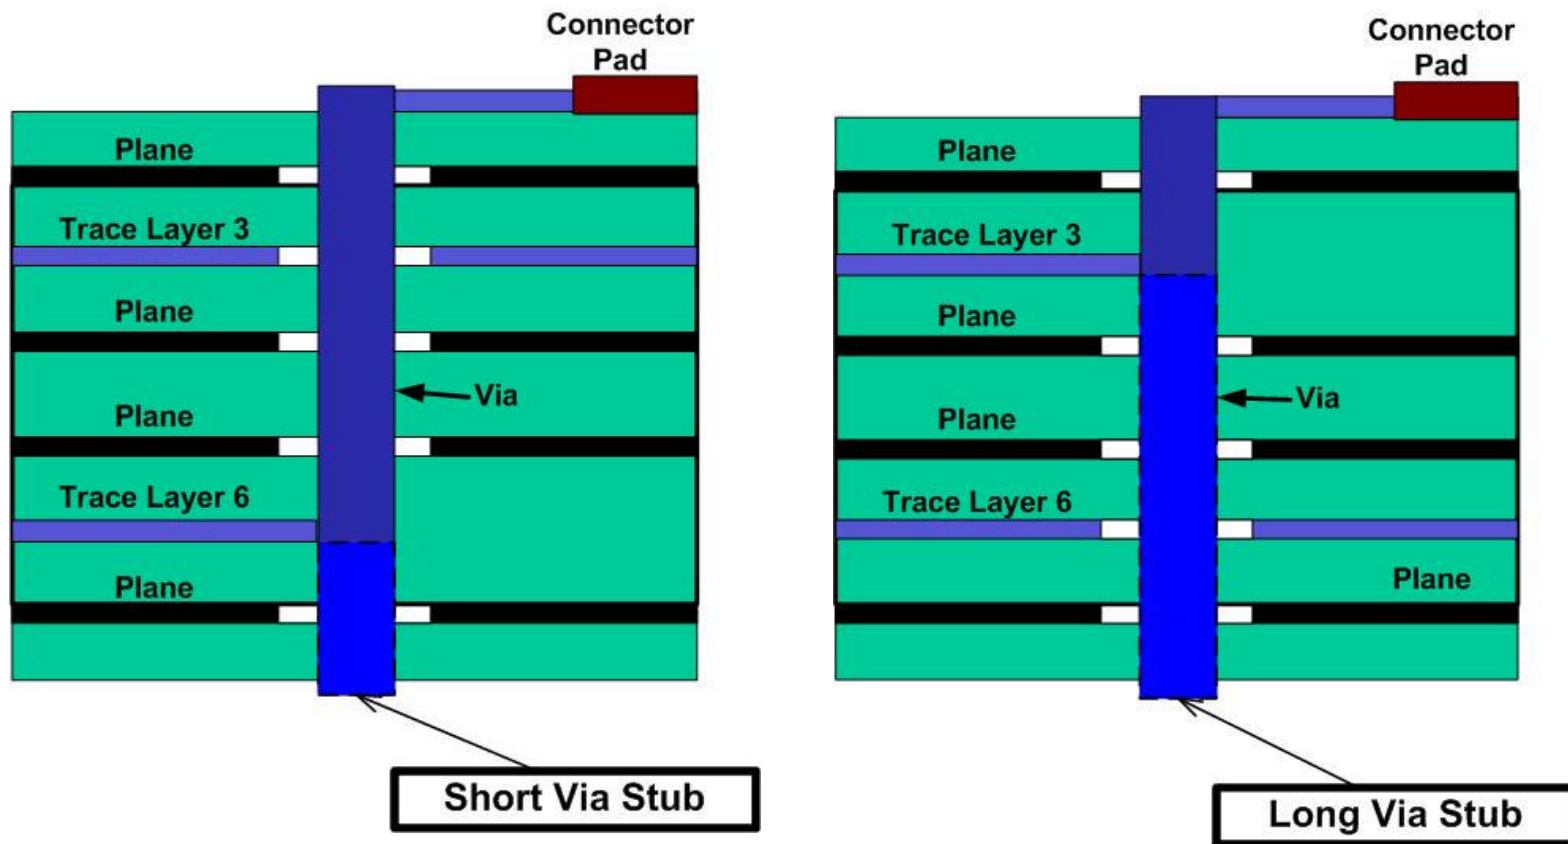 Connector
Pad
Plane
Trace Layer 3
Plane
Via
Plane
Trace Layer 6
Plane
Short Via Stub
Connector
Pad
Plane
Trace Layer 3
Plane
Via
Plane
Trace Layer 6
Plane
Long Via Stub